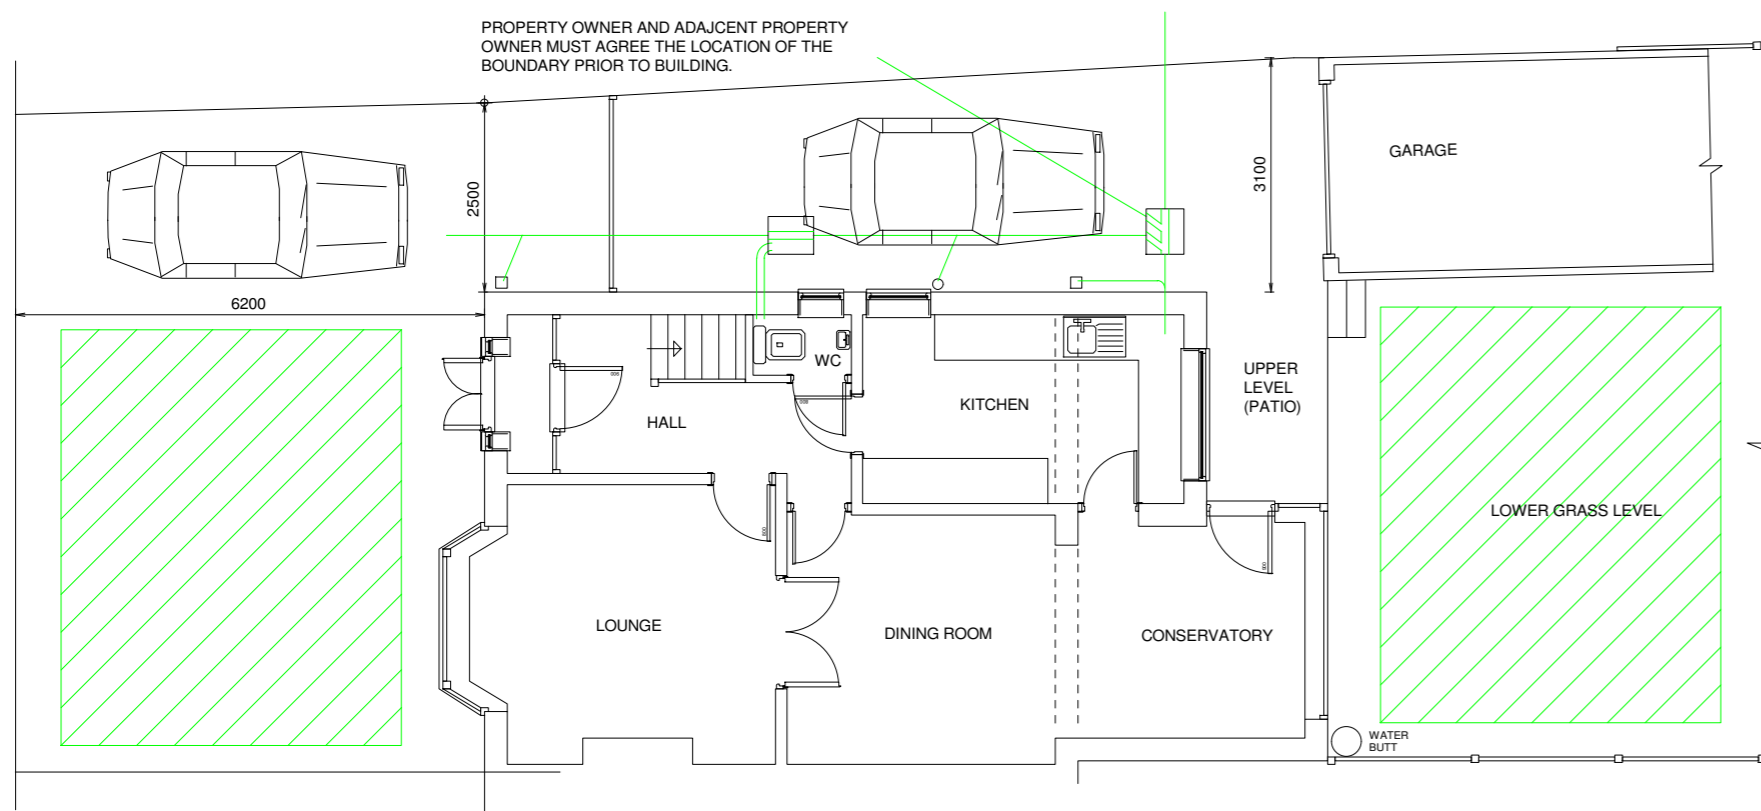 PROPERTY OWNER AND ADAJCENT PROPERTY
OWNER MUST AGREE THE LOCATION OF THE
BOUNDARY PRIOR TO BUILDING.
GARAGE
2500
3100
6200
WC
UPPER
LEVEL
(PATIO)
KITCHEN
HALL
LOWER GRASS LEVEL
LOUNGE
DINING ROOM
CONSERVATORY
WATER
BUTT